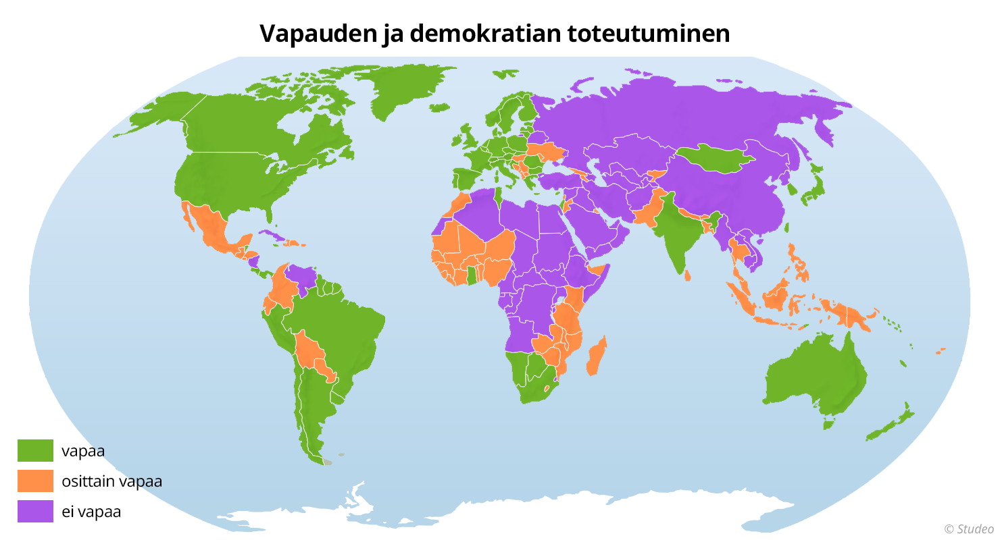 Vapauden ja demokratian toteutuminen
vapaa
osittain vapaa
ei vapaa
© Studeo